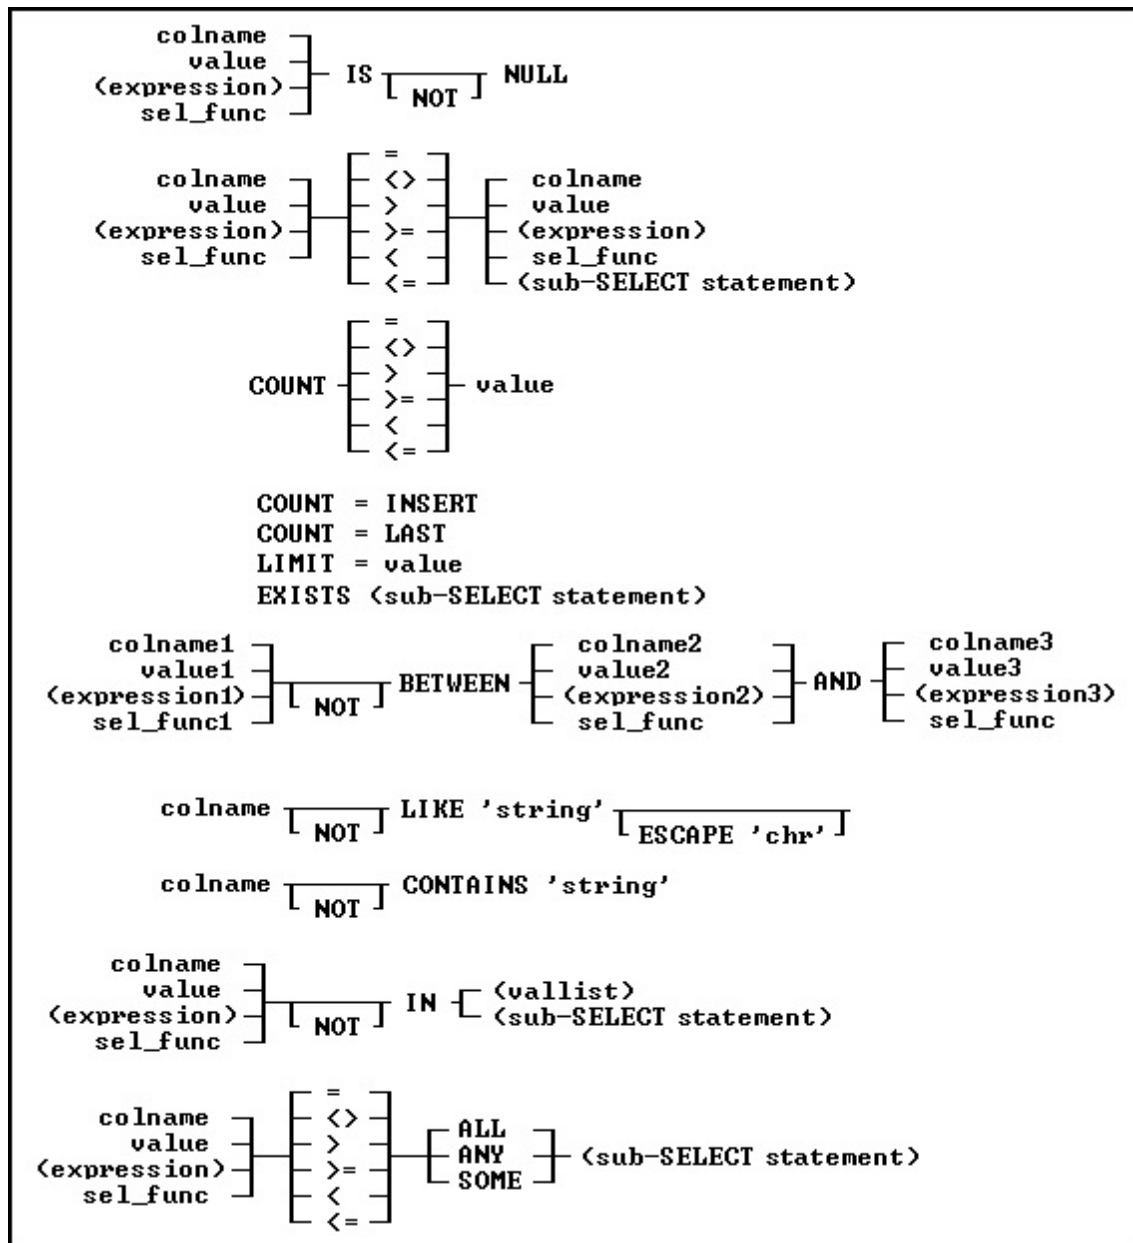 colname
value
(expression)
sel_func
IS
NOT
NULL
colname
value
(expression)
sel_func
=
<>
>
>=
<
<=
colname
value
(expression)
sel_func
(sub-SELECT statement)
COUNT
=
<>
>
>=
<
<=
value
COUNT = INSERT
COUNT = LAST
LIMIT = value
EXISTS (sub-SELECT statement)
colname1
value1
(expression1)
sel_func1
NOT
BETWEEN
colname2
value2
(expression2)
sel_func
AND
colname3
value3
(expression3)
sel_func
colname
NOT
LIKE 'string'
ESCAPE 'chr'
colname
NOT
CONTAINS 'string'
colname
value
(expression)
sel_func
NOT
IN
(vallist)
(sub-SELECT statement)
colname
value
(expression)
sel_func
=
<>
>
>=
<
<=
ALL
ANY
SOME
(sub-SELECT statement)